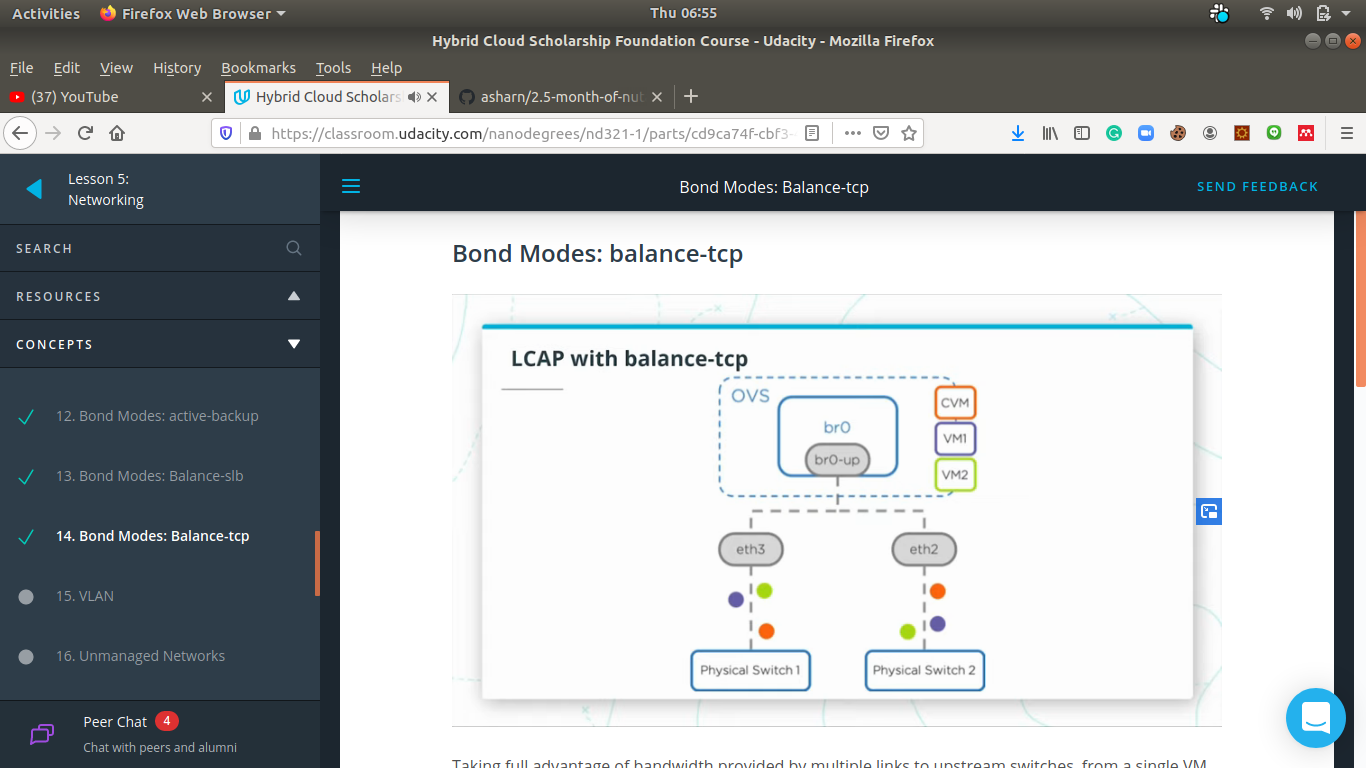 Activities Firefox Web Browser Thu 06:55
Hybrid Cloud Scholarship Foundation Course - Udacity - Mozilla Firefox
File Edit View History Bookmarks Tools Help
(37) YouTube Hybrid Cloud Scholars asharn/2.5-month-of-nut
https://classroom.udacity.com/nanodegrees/nd321-1/parts/cd9ca74f-cbf3-
Lesson 5:
Networking
Bond Modes: Balance-tcp
SEND FEEDBACK
SEARCH
RESOURCES
CONCEPTS
12. Bond Modes: active-backup
13. Bond Modes: Balance-slb
14. Bond Modes: Balance-tcp
15. VLAN
16. Unmanaged Networks
Peer Chat 4
Chat with peers and alumni
Bond Modes: balance-tcp
LCAP with balance-tcp
OVS
br0
br0-up
CVM
VM1
VM2
eth3 eth2
Physical Switch 1 Physical Switch 2
Taking full advantage of bandwidth provided by multiple links to upstream switches, from a single VM